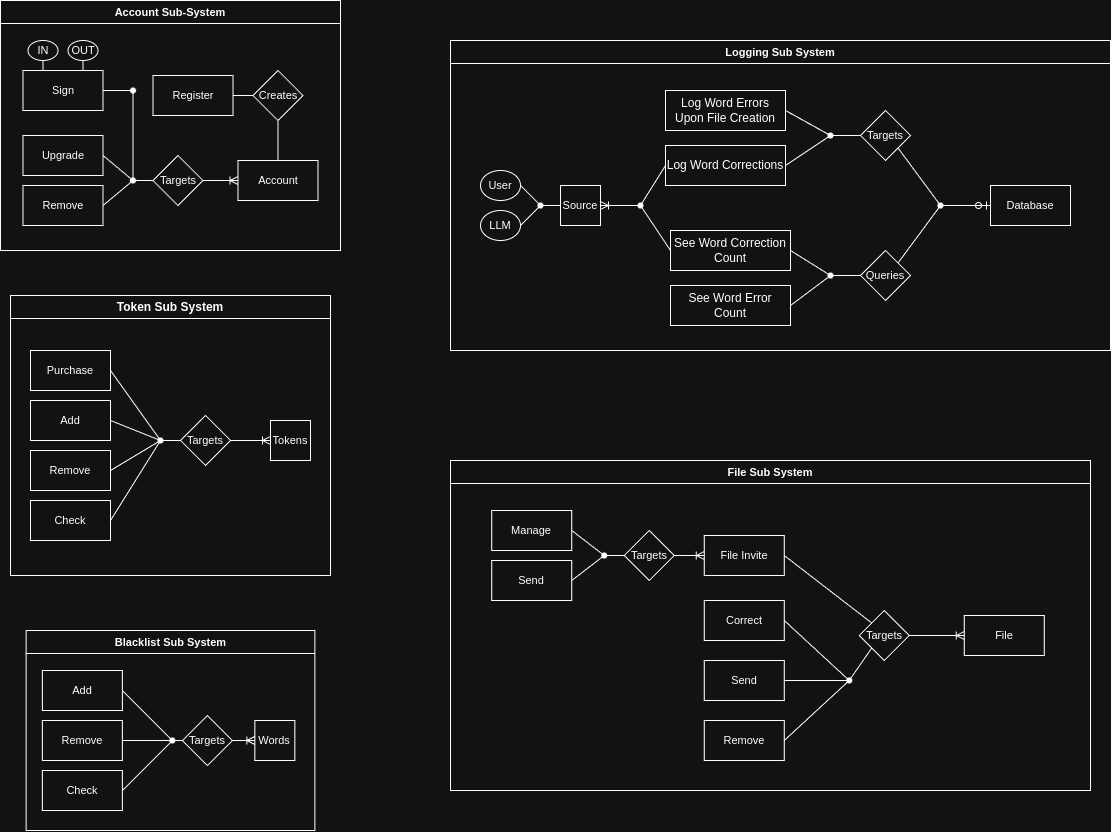 Account Sub-System
IN
OUT
Sign
Register
Creates
Upgrade
Targets
Account
Remove
Token Sub System
Purchase
Add
Targets
Tokens
Remove
Check
Blacklist Sub System
Add
Remove
Targets
Words
Check
Logging Sub System
Log Word Errors
Upon File Creation
Targets
Log Word Corrections
User
Source
LLM
Database
See Word Correction
Count
Queries
See Word Error
Count
File Sub System
Manage
Targets
File Invite
Send
Correct
Targets
File
Send
Remove